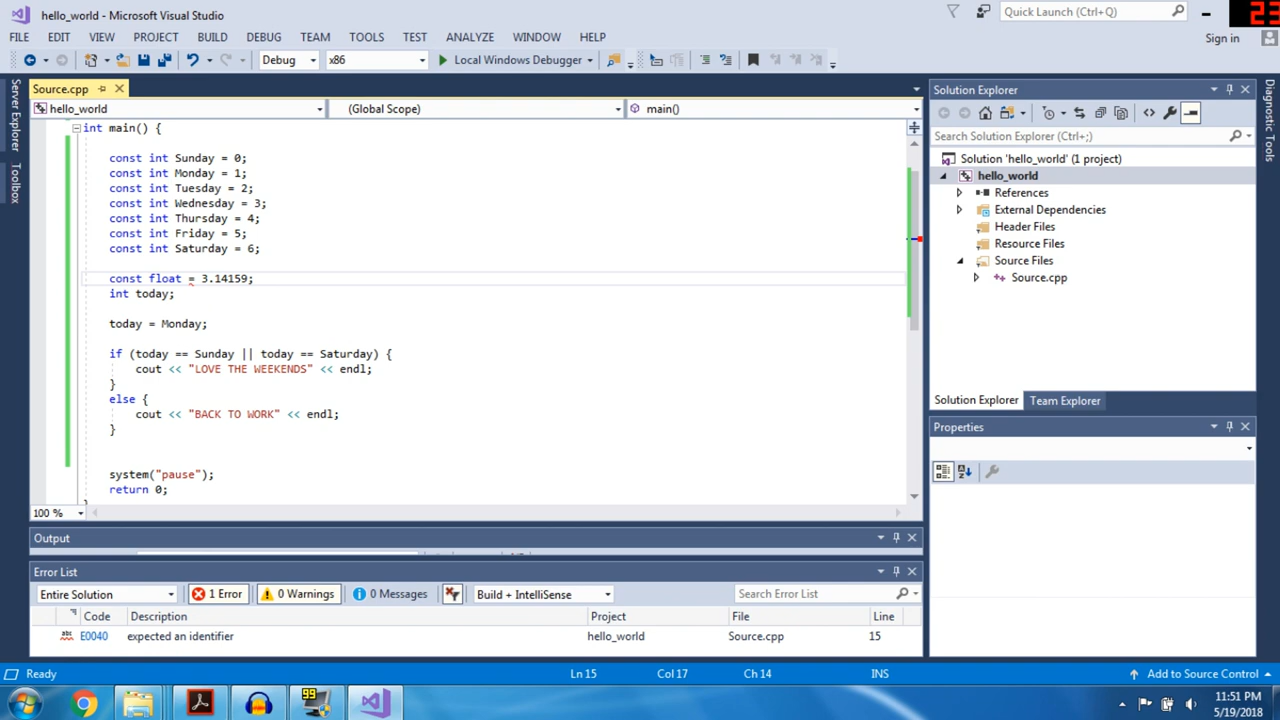 hello_world - Microsoft Visual Studio
Quick Launch (Ctrl+Q)
23
FILE EDIT VIEW PROJECT BUILD DEBUG TEAM TOOLS TEST ANALYZE WINDOW HELP
Sign in
Debug x86 Local Windows Debugger
Server Explorer
Toolbox
Source.cpp
hello_world (Global Scope) main()
int main() {
const int Sunday = 0;
const int Monday = 1;
const int Tuesday = 2;
const int Wednesday = 3;
const int Thursday = 4;
const int Friday = 5;
const int Saturday = 6;
const float = 3.14159;
int today;
today = Monday;
if (today == Sunday || today == Saturday) {
cout << "LOVE THE WEEKENDS" << endl;
}
else {
cout << "BACK TO WORK" << endl;
}
system("pause");
return 0;
100 %
Solution Explorer
Search Solution Explorer (Ctrl+;)
Solution 'hello_world' (1 project)
hello_world
References
External Dependencies
Header Files
Resource Files
Source Files
Source.cpp
Solution Explorer Team Explorer
Properties
Diagnostic Tools
Output
Error List
Entire Solution 1 Error 0 Warnings 0 Messages Build + IntelliSense Search Error List
Code Description Project File Line
abc E0040 expected an identifier hello_world Source.cpp 15
Ready Ln 15 Col 17 Ch 14 INS Add to Source Control
99
11:51 PM
5/19/2018